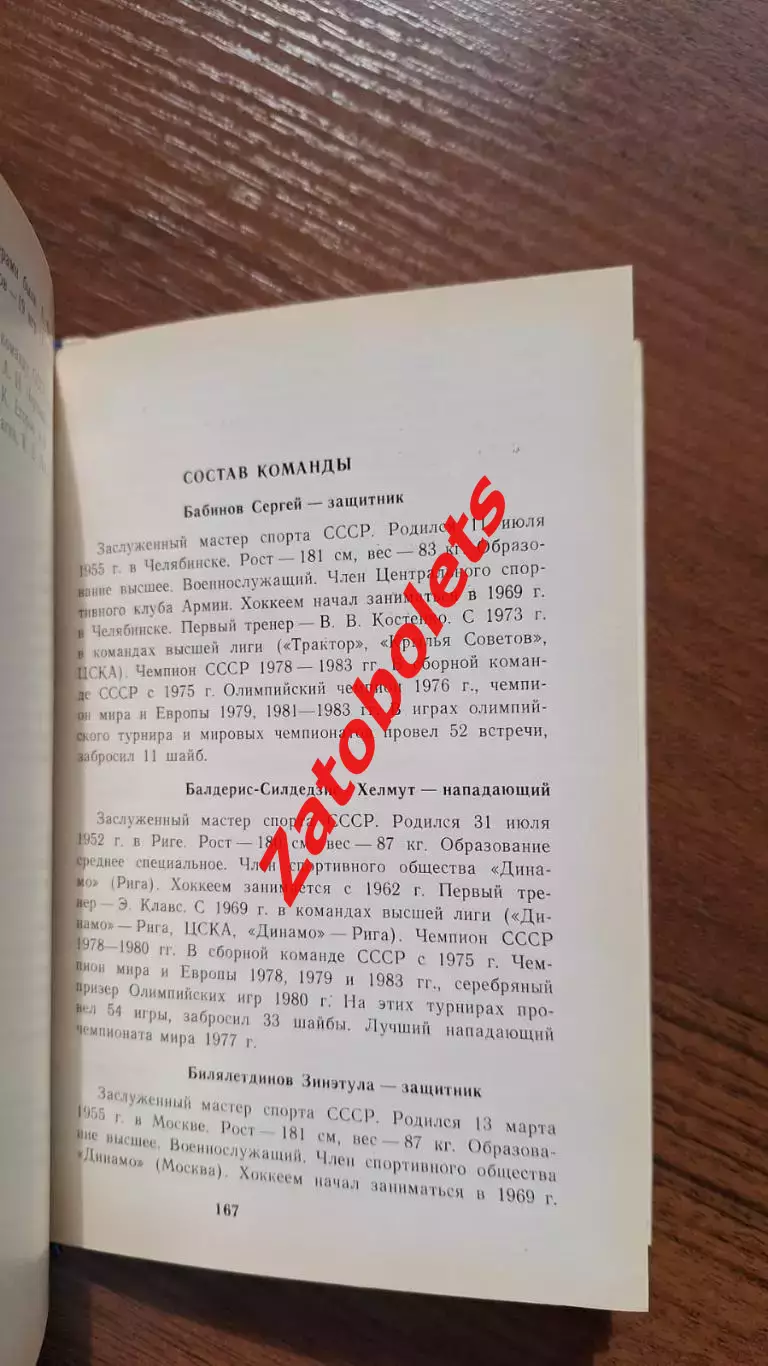 СОСТАВ КОМАНДЫ
Бабинов Сергей — защитник
Заслуженный мастер спорта СССР. Родился 11 июля
1955 г. в Челябинске. Рост — 181 см, вес — 83 кг. Образо-
вание высшее. Военнослужащий. Член Центрального спор-
тивного клуба Армии. Хоккеем начал заниматься в 1969 г.
в Челябинске. Первый тренер — В. В. Костенко. С 1973 г.
в командах высшей лиги («Трактор», «Крылья Советов»,
ЦСКА). Чемпион СССР 1978 — 1983 гг. В сборной коман-
де СССР с 1975 г. Олимпийский чемпион 1976 г., чемпи-
он мира и Европы 1979, 1981—1983 гг. В играх олимпий-
ского турнира и мировых чемпионатов провел 52 встречи,
забросил 11 шайб.
Балдерис-Силдедзис Хелмут — нападающий
Заслуженный мастер спорта СССР. Родился 31 июля
1952 г. в Риге. Рост — см, вес — 87 кг. Образование
среднее специальное. Член спортивного общества «Дина-
мо» (Рига). Хоккеем занимается с 1962 г. Первый тре-
нер — Э. Клавс. С 1969 г. в командах высшей лиги («Ди-
намо» — Рига, ЦСКА, «Динамо» — Рига). Чемпион СССР
1978—1980 гг. В сборной команде СССР с 1975 г. Чем-
пион мира и Европы 1978, 1979 и 1983 гг., серебряный
призер Олимпийских игр 1980 г. На этих турнирах про-
вел 54 игры, забросил 33 шайбы. Лучший нападающий
чемпионата мира 1977 г.
Билялетдинов Зинэтула — защитник
Заслуженный мастер спорта СССР. Родился 13 марта
1955 г. в Москве. Рост — 181 см, вес — 87 кг. Образова-
ние высшее. Военнослужащий. Член спортивного общества
«Динамо» (Москва). Хоккеем начал заниматься в 1969 г.
167
Zatobolets